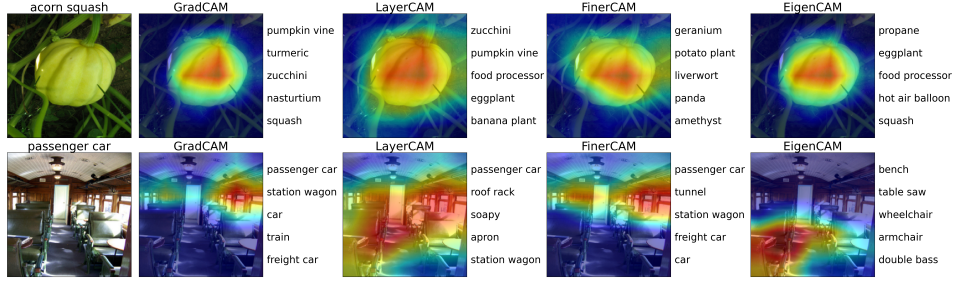 acorn squash
GradCAM
pumpkin vine
turmeric
zucchini
nasturtium
squash
LayerCAM
zucchini
pumpkin vine
food processor
eggplant
banana plant
FinerCAM
geranium
potato plant
liverwort
panda
amethyst
EigenCAM
propane
eggplant
food processor
hot air balloon
squash
passenger car
GradCAM
passenger car
station wagon
car
train
freight car
LayerCAM
passenger car
roof rack
soapy
apron
station wagon
FinerCAM
passenger car
tunnel
station wagon
freight car
car
EigenCAM
bench
table saw
wheelchair
armchair
double bass